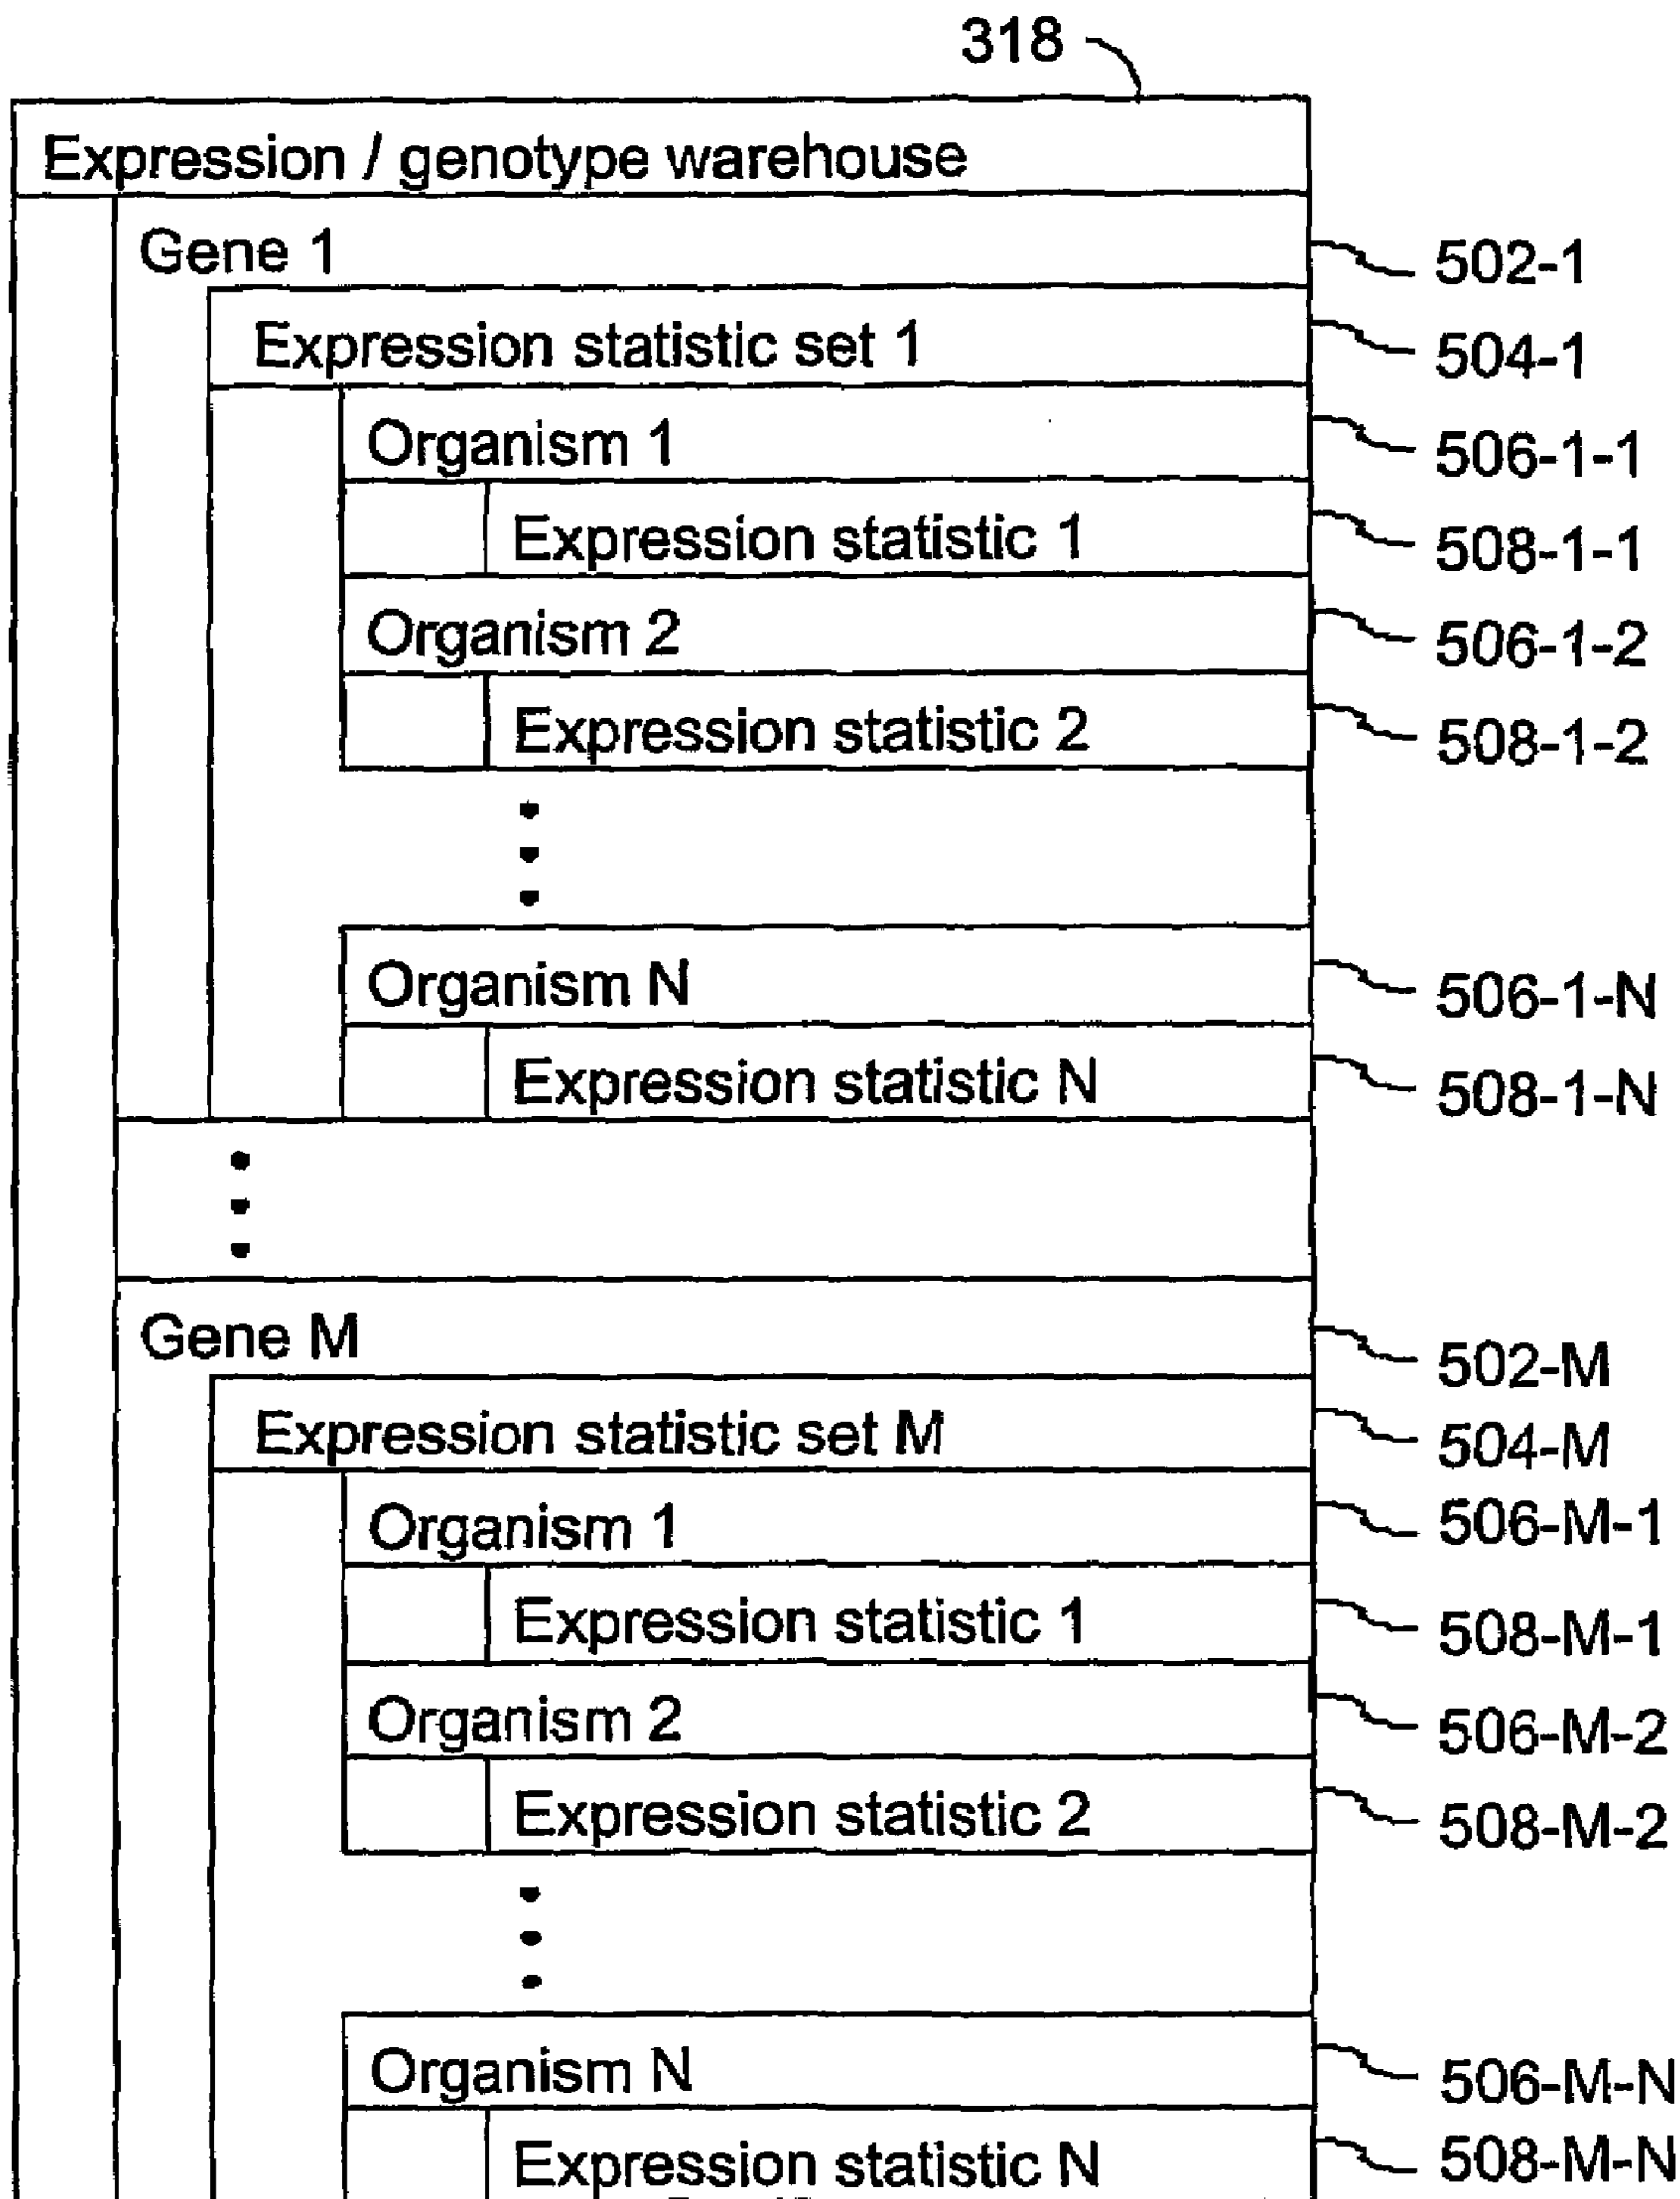 318
Expression / genotype warehouse
Gene 1
502-1
Expression statistic set 1
504-1
Organism 1
506-1-1
Expression statistic 1
508-1-1
Organism 2
506-1-2
Expression statistic 2
508-1-2
Organism N
506-1-N
Expression statistic N
508-1-N
Gene M
502-M
Expression statistic set M
504-M
Organism 1
506-M-1
Expression statistic 1
508-M-1
Organism 2
506-M-2
Expression statistic 2
508-M-2
Organism N
506-M-N
Expression statistic N
508-M-N